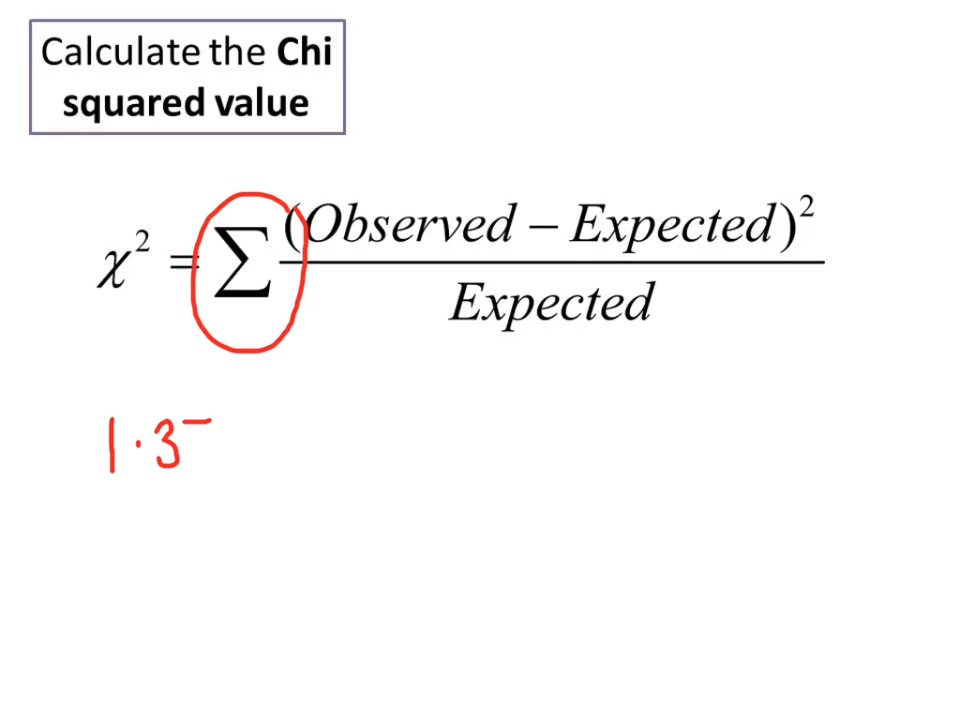 Calculate the Chi
squared value
χ² = ∑ (Observed − Expected)²
Expected
1·3